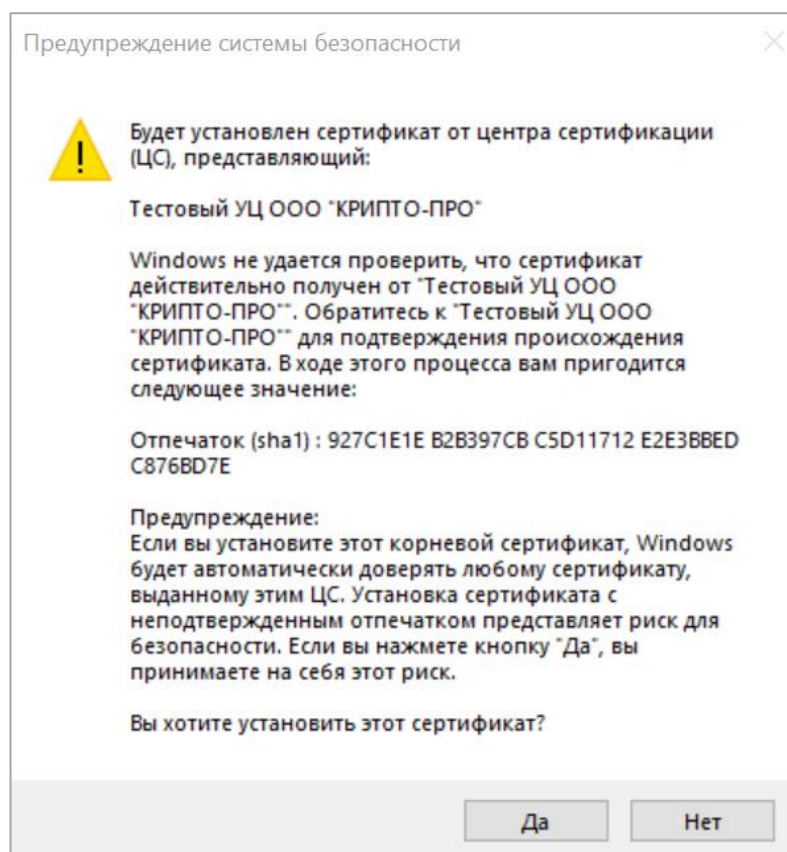 Предупреждение системы безопасности
Будет установлен сертификат от центра сертификации
(ЦС), представляющий:
Тестовый УЦ ООО "КРИПТО-ПРО"
Windows не удается проверить, что сертификат
действительно получен от "Тестовый УЦ ООО
"КРИПТО-ПРО"". Обратитесь к "Тестовый УЦ ООО
"КРИПТО-ПРО"" для подтверждения происхождения
сертификата. В ходе этого процесса вам пригодится
следующее значение:
Отпечаток (sha1) : 927C1E1E B2B397CB C5D11712 E2E3BBED
C876BD7E
Предупреждение:
Если вы установите этот корневой сертификат, Windows
будет автоматически доверять любому сертификату,
выданному этим ЦС. Установка сертификата с
неподтвержденным отпечатком представляет риск для
безопасности. Если вы нажмете кнопку "Да", вы
принимаете на себя этот риск.
Вы хотите установить этот сертификат?
Да
Нет